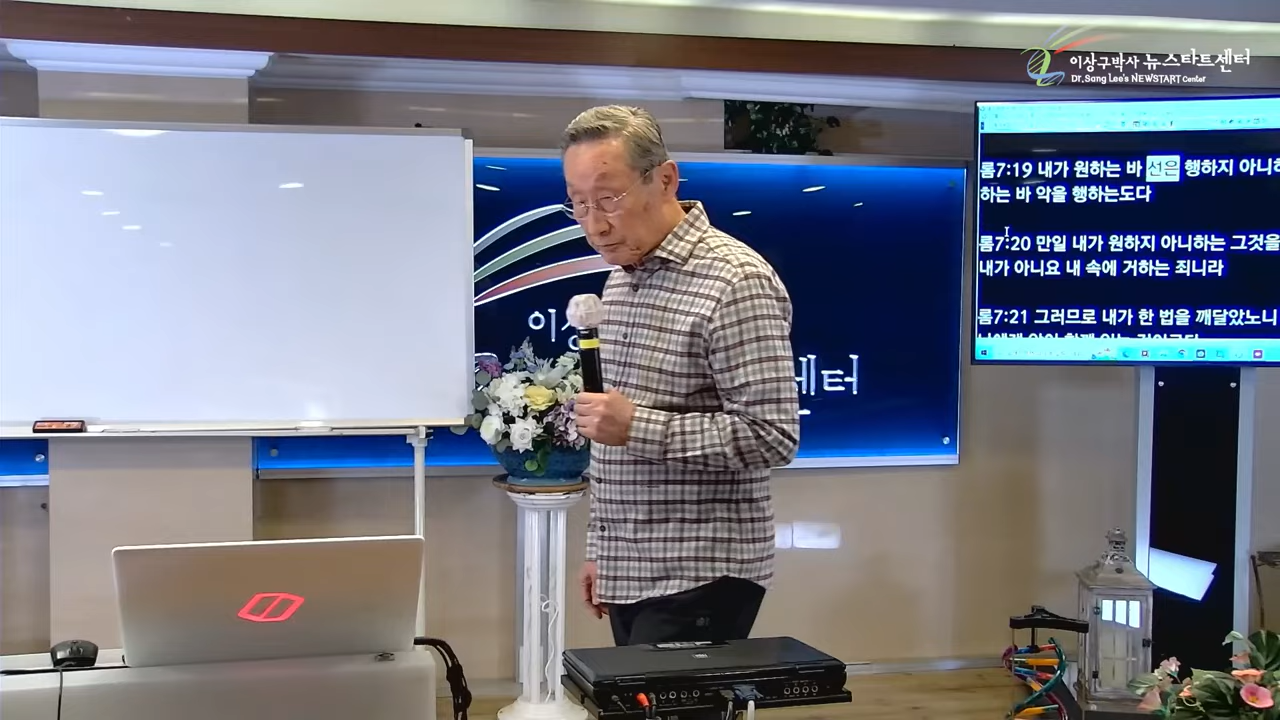 이상구박사 뉴스타트센터
Dr. Sang Lee's NEWSTART Center
롬7:19 내가 원하는 바 선은 행하지 아니하
하는 바 악을 행하는도다
롬7:20 만일 내가 원하지 아니하는 그것을
내가 아니요 내 속에 거하는 죄니라
롬7:21 그러므로 내가 한 법을 깨달았노니
이상
센터